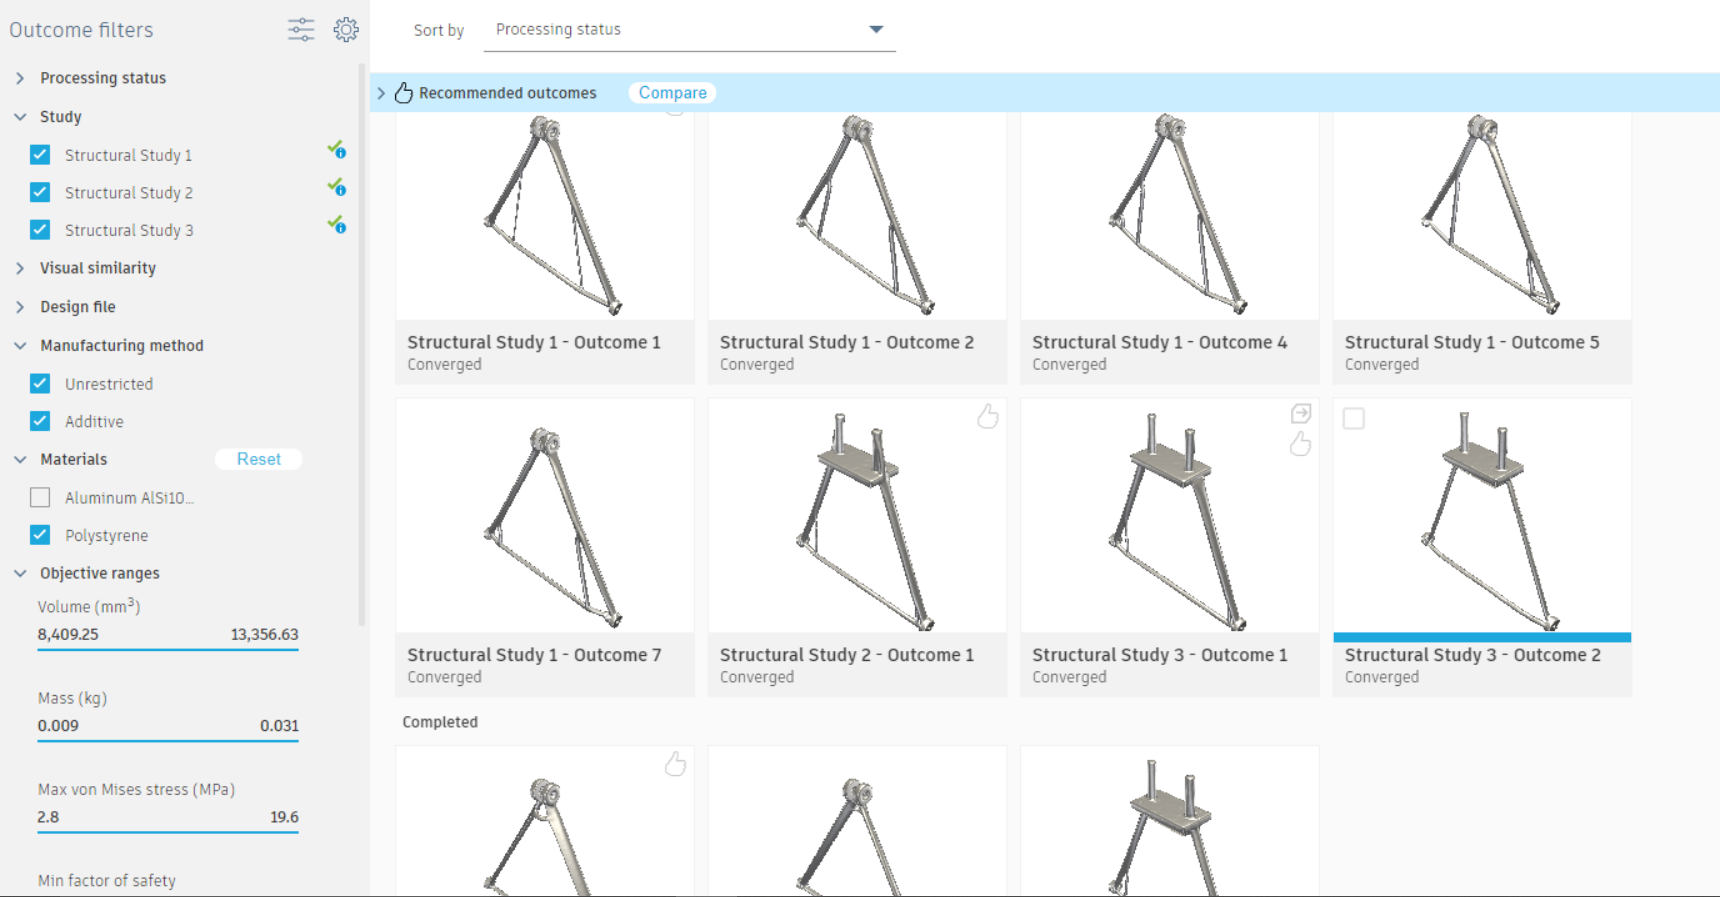 Outcome filters
Processing status
Study
Structural Study 1
Structural Study 2
Structural Study 3
Visual similarity
Design file
Manufacturing method
Unrestricted
Additive
Materials
Reset
Aluminum AlSi10...
Polystyrene
Objective ranges
Volume (mm³)
8,409.25 13,356.63
Mass (kg)
0.009 0.031
Max von Mises stress (MPa)
2.8 19.6
Min factor of safety
Sort by Processing status
Recommended outcomes Compare
Structural Study 1 - Outcome 1
Converged
Structural Study 1 - Outcome 2
Converged
Structural Study 1 - Outcome 4
Converged
Structural Study 1 - Outcome 5
Converged
Structural Study 1 - Outcome 7
Converged
Structural Study 2 - Outcome 1
Converged
Structural Study 3 - Outcome 1
Converged
Structural Study 3 - Outcome 2
Converged
Completed